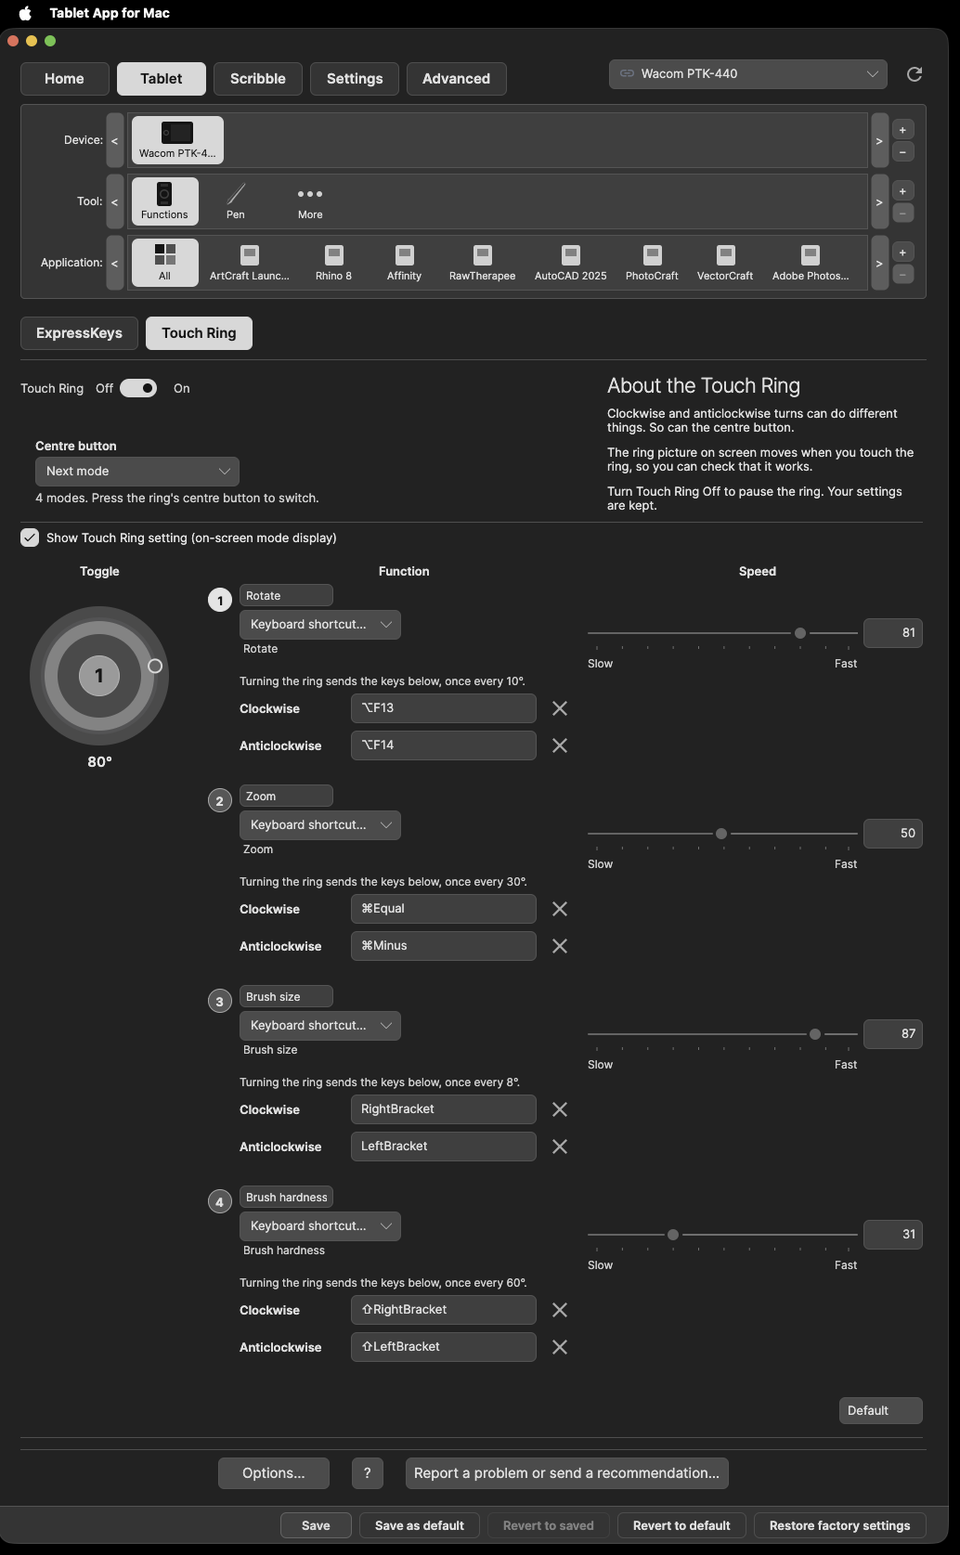 Tablet App for Mac
Home Tablet Scribble Settings Advanced Wacom PTK-440
Device: < Wacom PTK-4... > + −
Tool: < Functions Pen More > + −
Application: < All ArtCraft Launc... Rhino 8 Affinity RawTherapee AutoCAD 2025 PhotoCraft VectorCraft Adobe Photos... > + −
ExpressKeys Touch Ring
Touch Ring Off On
Centre button
Next mode
4 modes. Press the ring's centre button to switch.
About the Touch Ring
Clockwise and anticlockwise turns can do different
things. So can the centre button.
The ring picture on screen moves when you touch the
ring, so you can check that it works.
Turn Touch Ring Off to pause the ring. Your settings
are kept.
Show Touch Ring setting (on-screen mode display)
Toggle Function Speed
1
80°
1 Rotate
Keyboard shortcut... 81
Rotate Slow Fast
Turning the ring sends the keys below, once every 10°.
Clockwise ⌥F13
Anticlockwise ⌥F14
2 Zoom
Keyboard shortcut... 50
Zoom Slow Fast
Turning the ring sends the keys below, once every 30°.
Clockwise ⌘Equal
Anticlockwise ⌘Minus
3 Brush size
Keyboard shortcut... 87
Brush size Slow Fast
Turning the ring sends the keys below, once every 8°.
Clockwise RightBracket
Anticlockwise LeftBracket
4 Brush hardness
Keyboard shortcut... 31
Brush hardness Slow Fast
Turning the ring sends the keys below, once every 60°.
Clockwise ⇧RightBracket
Anticlockwise ⇧LeftBracket
Default
Options... ? Report a problem or send a recommendation...
Save Save as default Revert to saved Revert to default Restore factory settings